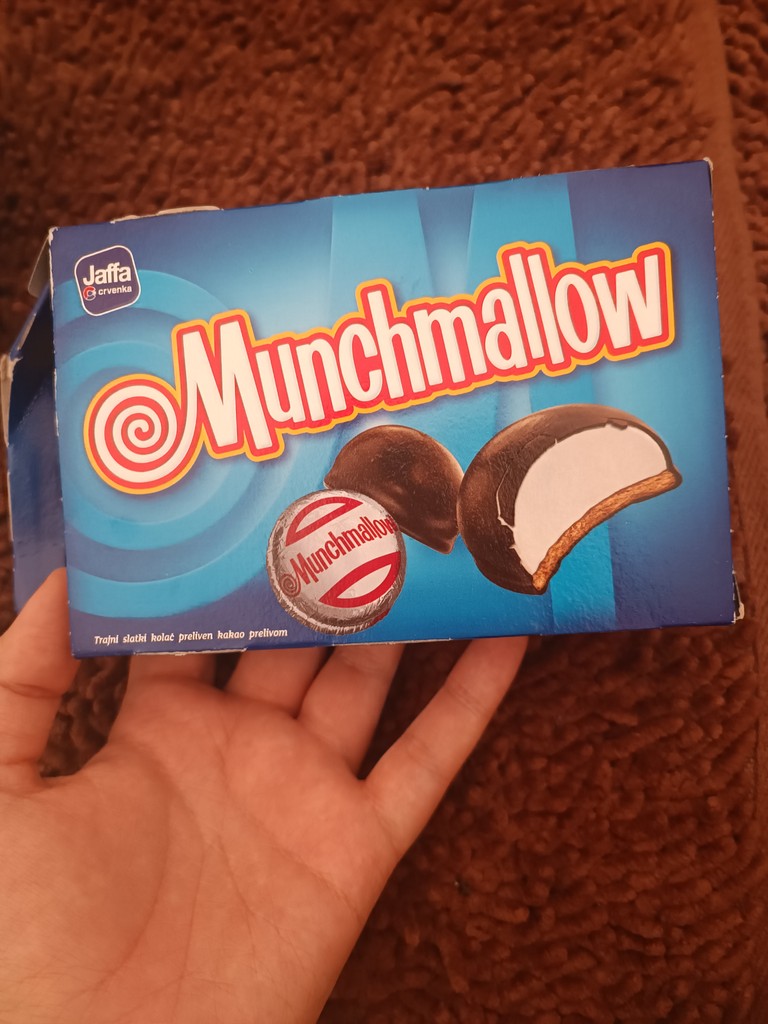 Jaffa
crvenka
Munchmallow
Munchmallow
Trajni slatki kolač preliven kakao prelivom